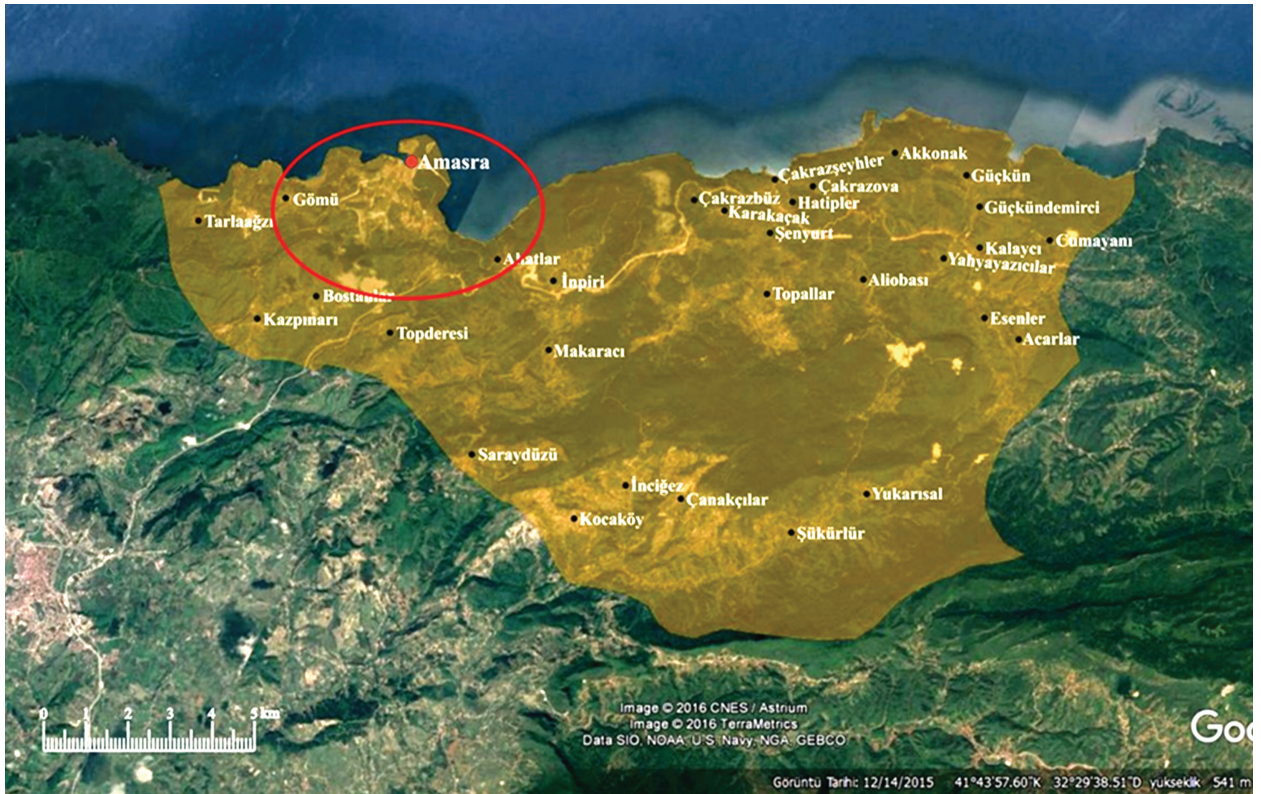 Amasra
Akkonak
Çakrazşeyhler
Güçkün
Çakrazova
Gömü
Çakrazbüz
Hatipler
Güçkündemirci
Karakaçak
Tarlaağzı
Şenyurt
Cumayanı
Kalaycı
Ahatlar
Yahyayazıcılar
İnpiri
Aliobası
Topallar
Bostanlar
Kazpınarı
Esenler
Topderesi
Acarlar
Makaracı
Saraydüzü
İnciğez
Çanakçılar
Yukarısal
Kocaköy
Şükürlür
0 1 2 3 4 5 km
Image © 2016 CNES / Astrium
Image © 2016 TerraMetrics
Data SIO, NOAA, U.S. Navy, NGA, GEBCO
Goo
Görüntü Tarihi: 12/14/2015 41°43'57.60"K 32°29'38.51"D yükseklik 541 m